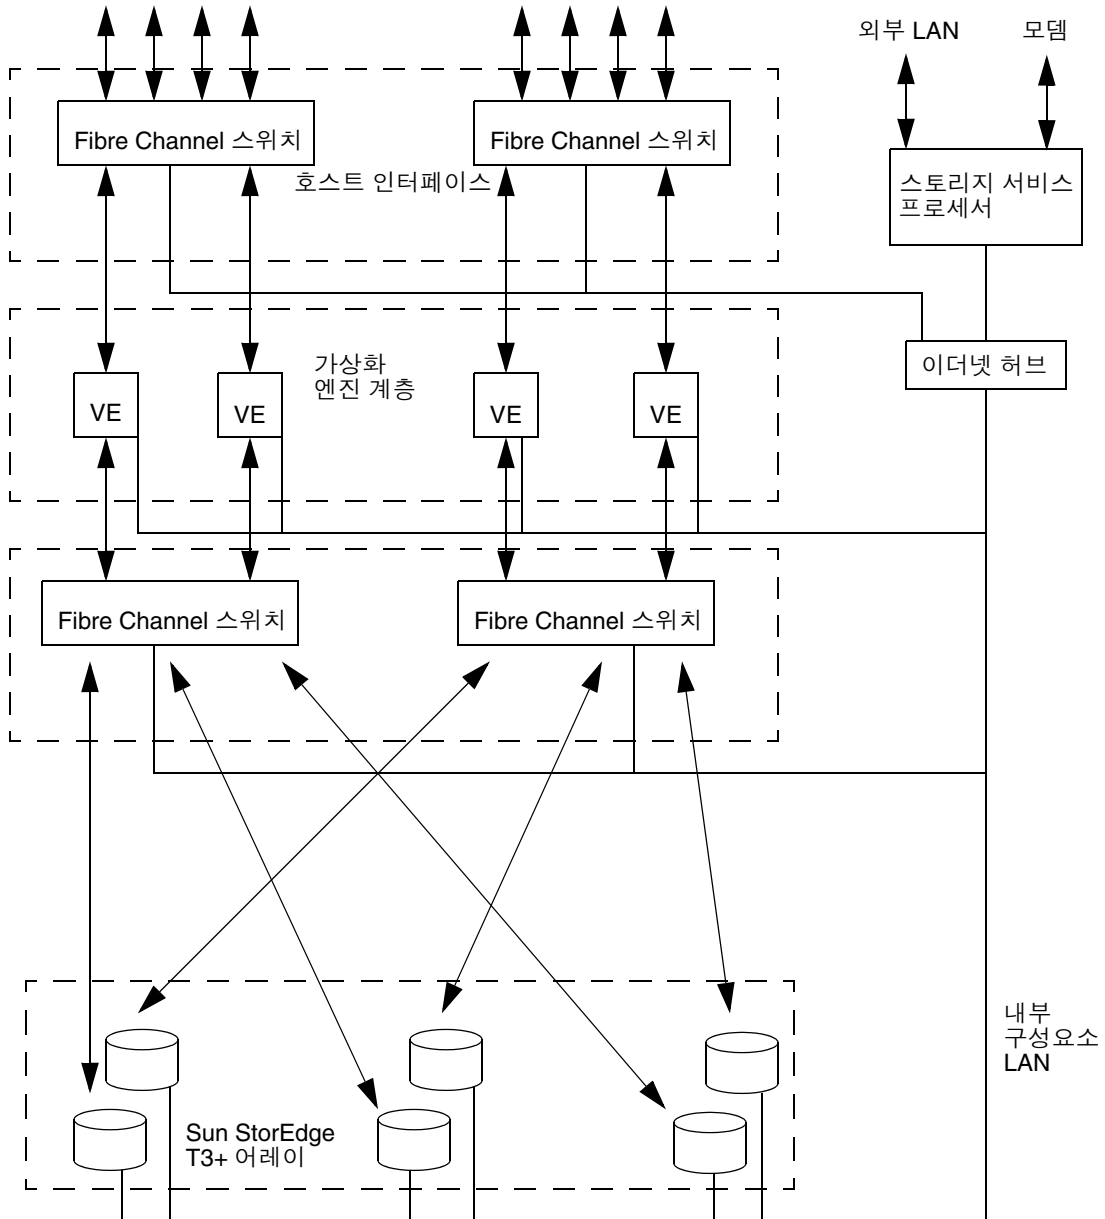 외부 LAN
모뎀
Fibre Channel 스위치
Fibre Channel 스위치
호스트 인터페이스
스토리지 서비스
프로세서
이더넷 허브
가상화
엔진 계층
VE
VE
VE
VE
Fibre Channel 스위치
Fibre Channel 스위치
내부
구성요소
LAN
Sun StorEdge
T3+ 어레이